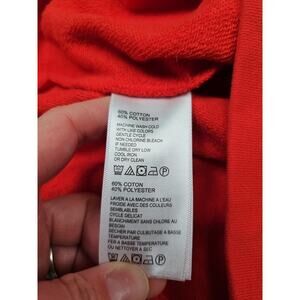 60% COTTON
40% POLYESTER
MACHINE WASH COLD
WITH LIKE COLORS
GENTLE CYCLE
NON CHLORINE BLEACH
IF NEEDED
TUMBLE DRY LOW
COOL IRON
OR DRY CLEAN
60% COTON
40% POLYESTER
LAVER A LA MACHINE A L'EAU
FROIDE AVEC COULEURS
SEMBLABLES
CYCLE DELICAT
BLANCHIMENT SANS CHLORE AU
BESOIN
SECHER PAR CULBUTAGE A BASSE
TEMPERATURE
FER A BASSE TEMPERATURE
OU NETTOYER A SEC